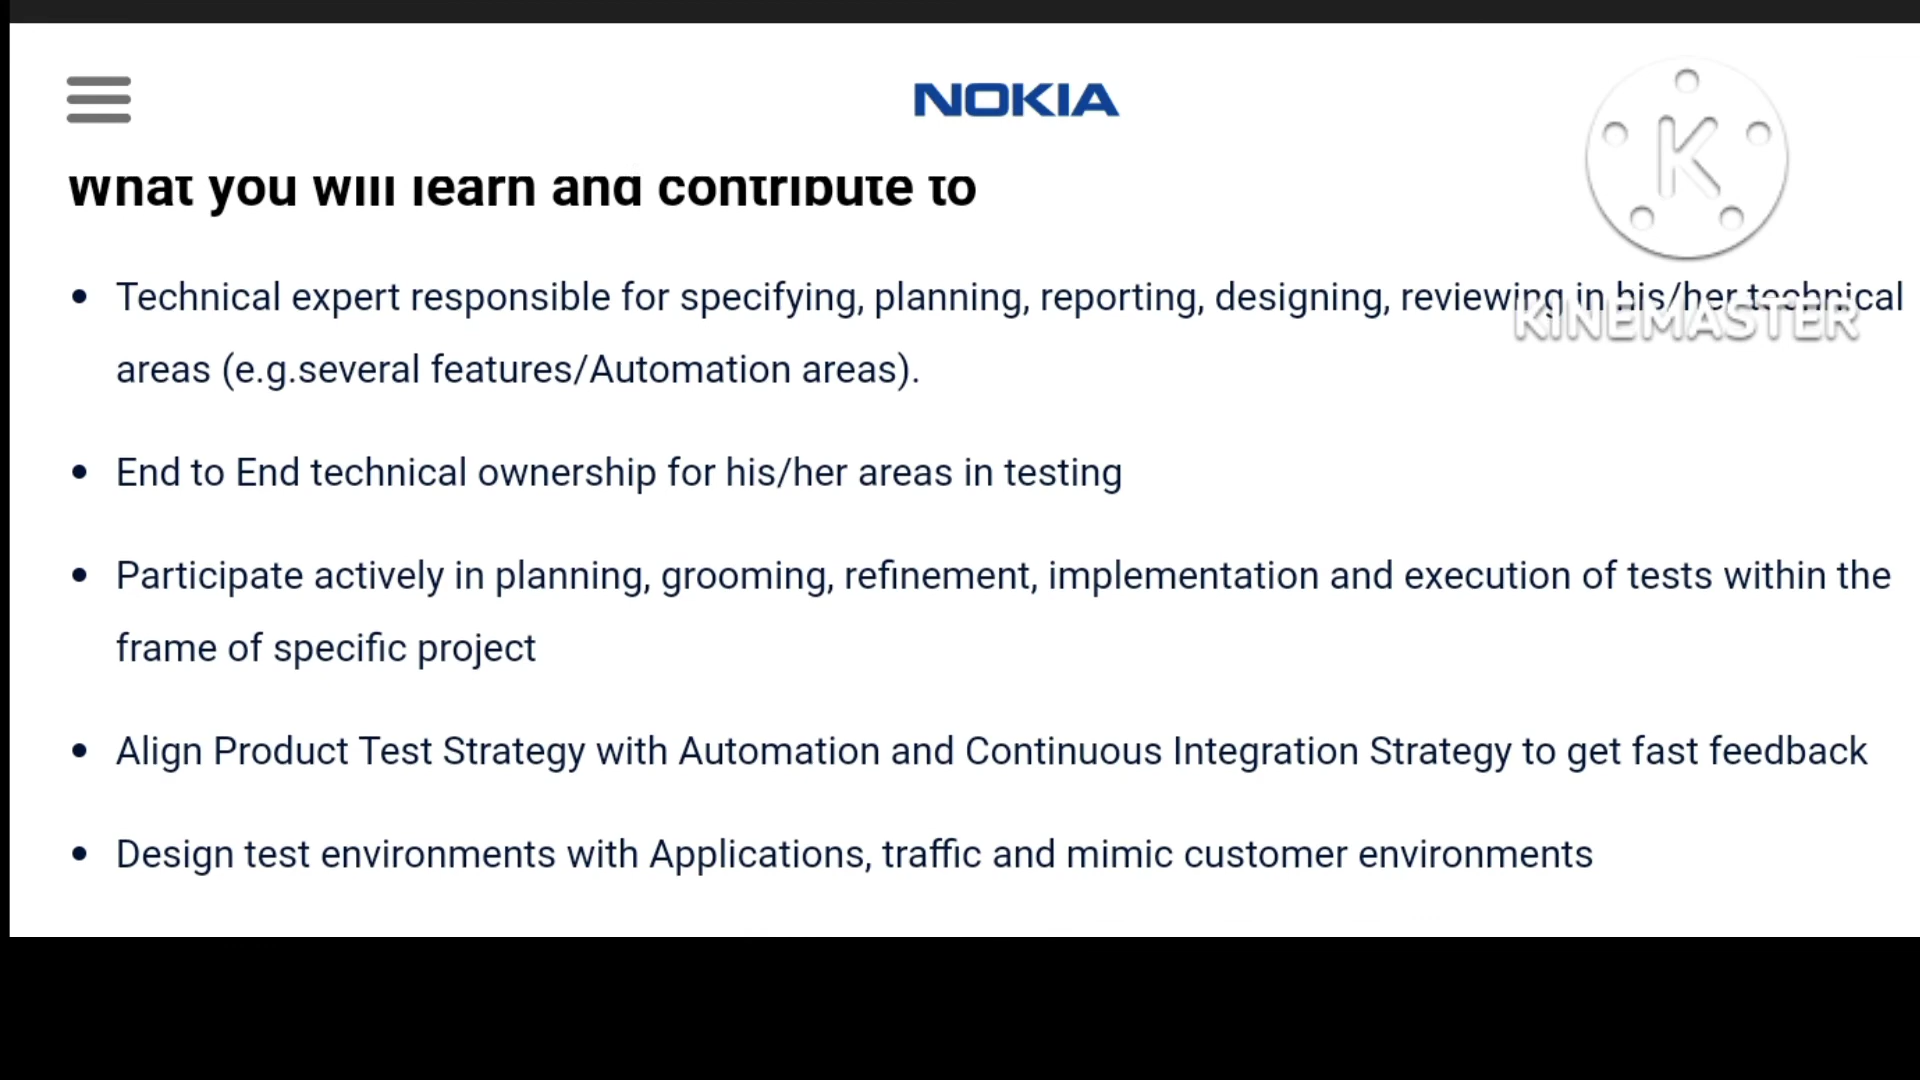 NOKIA
What you will learn and contribute to
• Technical expert responsible for specifying, planning, reporting, designing, reviewing in his/her technical
areas (e.g.several features/Automation areas).
• End to End technical ownership for his/her areas in testing
• Participate actively in planning, grooming, refinement, implementation and execution of tests within the
frame of specific project
• Align Product Test Strategy with Automation and Continuous Integration Strategy to get fast feedback
• Design test environments with Applications, traffic and mimic customer environments
K
KINEMASTER